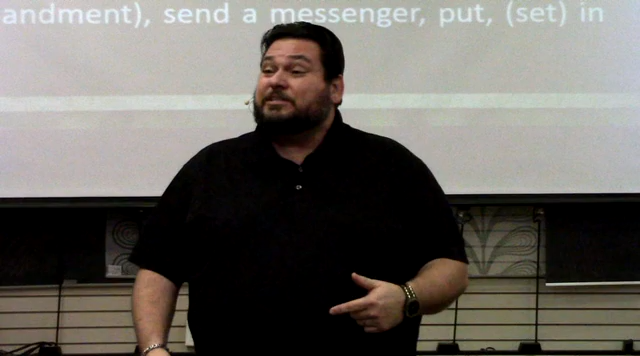 andment), send a messenger, put, (set) in